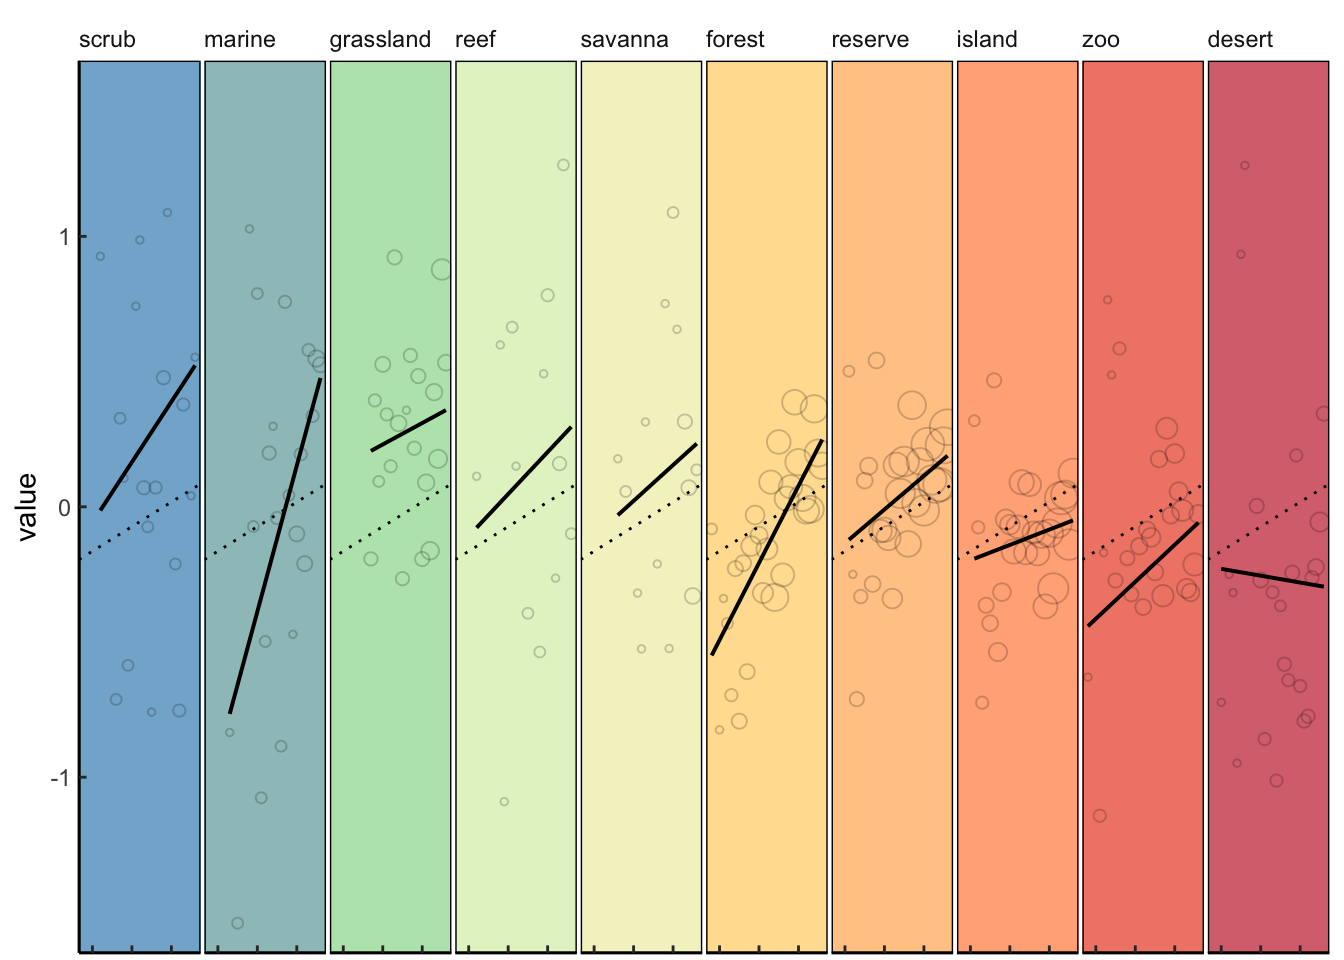 scrub marine grassland reef savanna forest reserve island zoo desert
value
1
0
-1